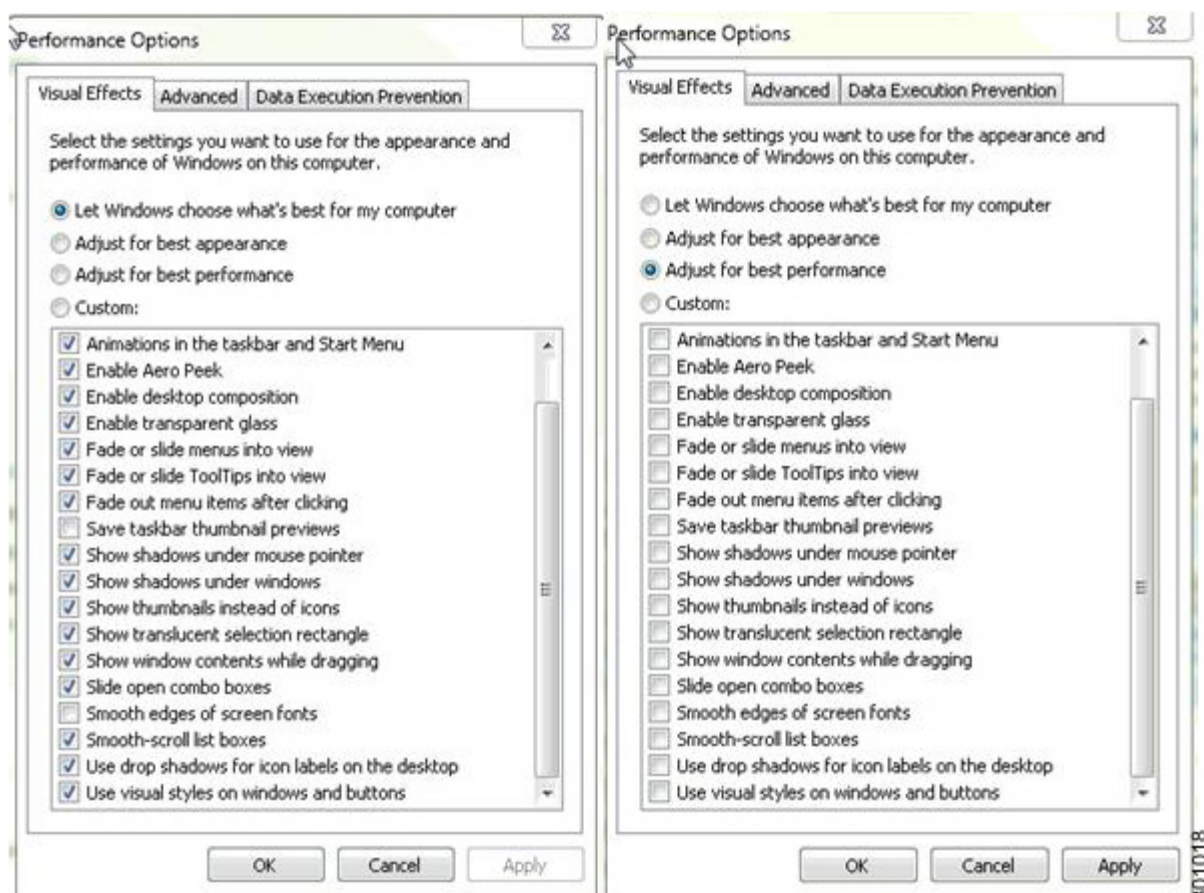 Performance Options
Visual Effects
Advanced
Data Execution Prevention
Select the settings you want to use for the appearance and
performance of Windows on this computer.
Let Windows choose what's best for my computer
Adjust for best appearance
Adjust for best performance
Custom:
Animations in the taskbar and Start Menu
Enable Aero Peek
Enable desktop composition
Enable transparent glass
Fade or slide menus into view
Fade or slide ToolTips into view
Fade out menu items after clicking
Save taskbar thumbnail previews
Show shadows under mouse pointer
Show shadows under windows
Show thumbnails instead of icons
Show translucent selection rectangle
Show window contents while dragging
Slide open combo boxes
Smooth edges of screen fonts
Smooth-scroll list boxes
Use drop shadows for icon labels on the desktop
Use visual styles on windows and buttons
OK
Cancel
Apply
Performance Options
Visual Effects
Advanced
Data Execution Prevention
Select the settings you want to use for the appearance and
performance of Windows on this computer.
Let Windows choose what's best for my computer
Adjust for best appearance
Adjust for best performance
Custom:
Animations in the taskbar and Start Menu
Enable Aero Peek
Enable desktop composition
Enable transparent glass
Fade or slide menus into view
Fade or slide ToolTips into view
Fade out menu items after clicking
Save taskbar thumbnail previews
Show shadows under mouse pointer
Show shadows under windows
Show thumbnails instead of icons
Show translucent selection rectangle
Show window contents while dragging
Slide open combo boxes
Smooth edges of screen fonts
Smooth-scroll list boxes
Use drop shadows for icon labels on the desktop
Use visual styles on windows and buttons
OK
Cancel
Apply